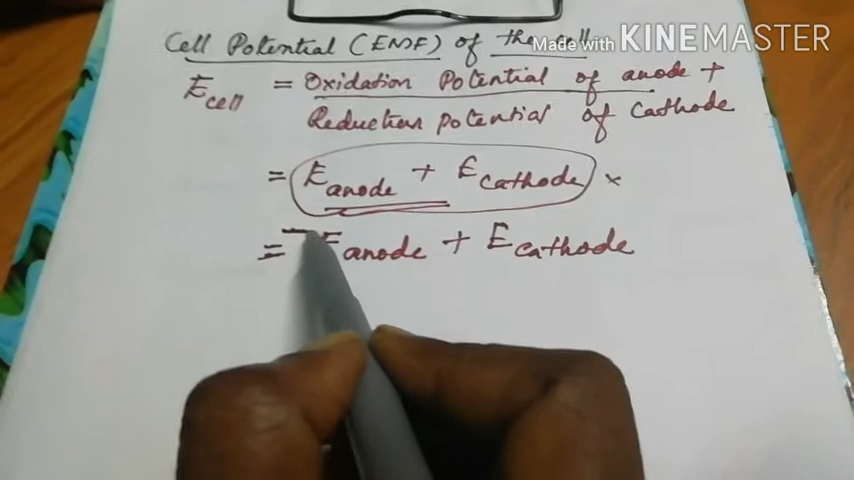 Cell Potential (EMF) of the cell
Made with KINEMASTER
Ecell = Oxidation Potential of anode +
Reduction potential of Cathode
= Eanode + Ecathode ×
= - Eanode + Ecathode